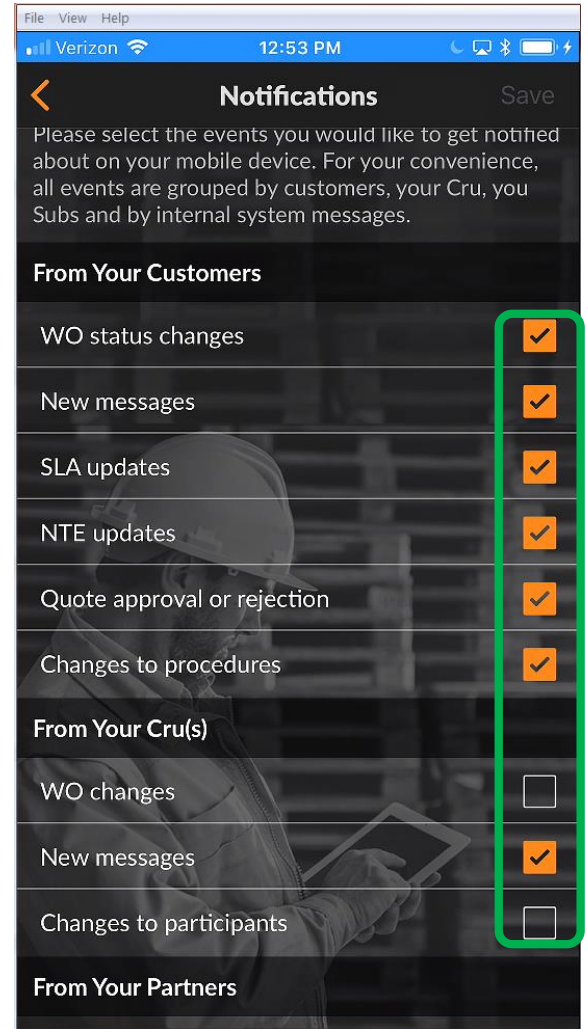 File View Help
Verizon 12:53 PM
Notifications Save
Please select the events you would like to get notified
about on your mobile device. For your convenience,
all events are grouped by customers, your Cru, you
Subs and by internal system messages.
From Your Customers
WO status changes
New messages
SLA updates
NTE updates
Quote approval or rejection
Changes to procedures
From Your Cru(s)
WO changes
New messages
Changes to participants
From Your Partners